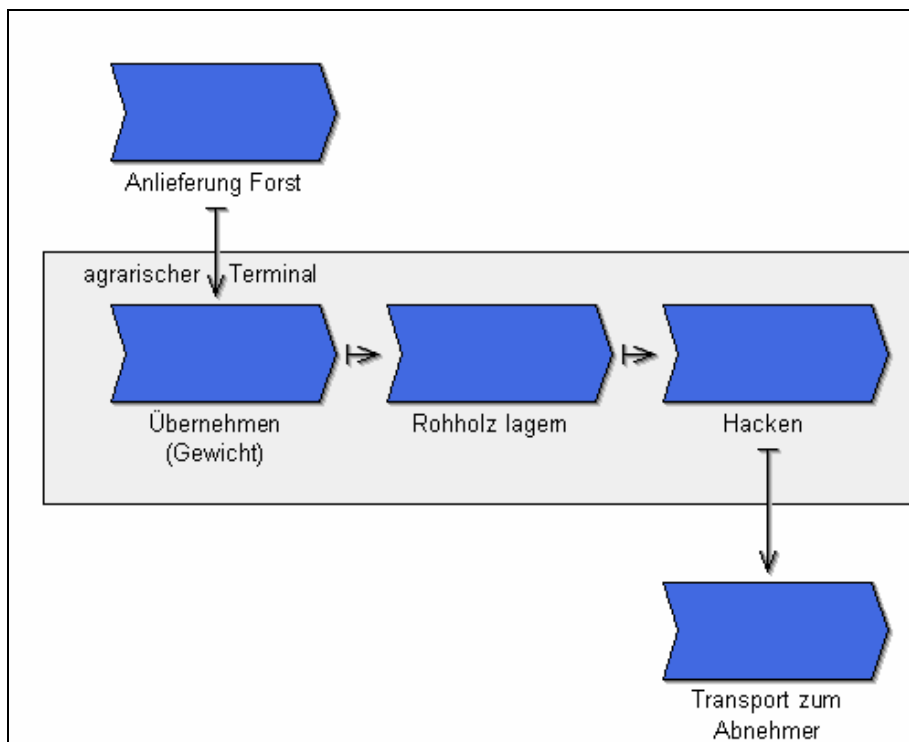 Anlieferung Forst
agrarischer Terminal
Übernehmen
(Gewicht)
Rohholz lagern
Hacken
Transport zum
Abnehmer